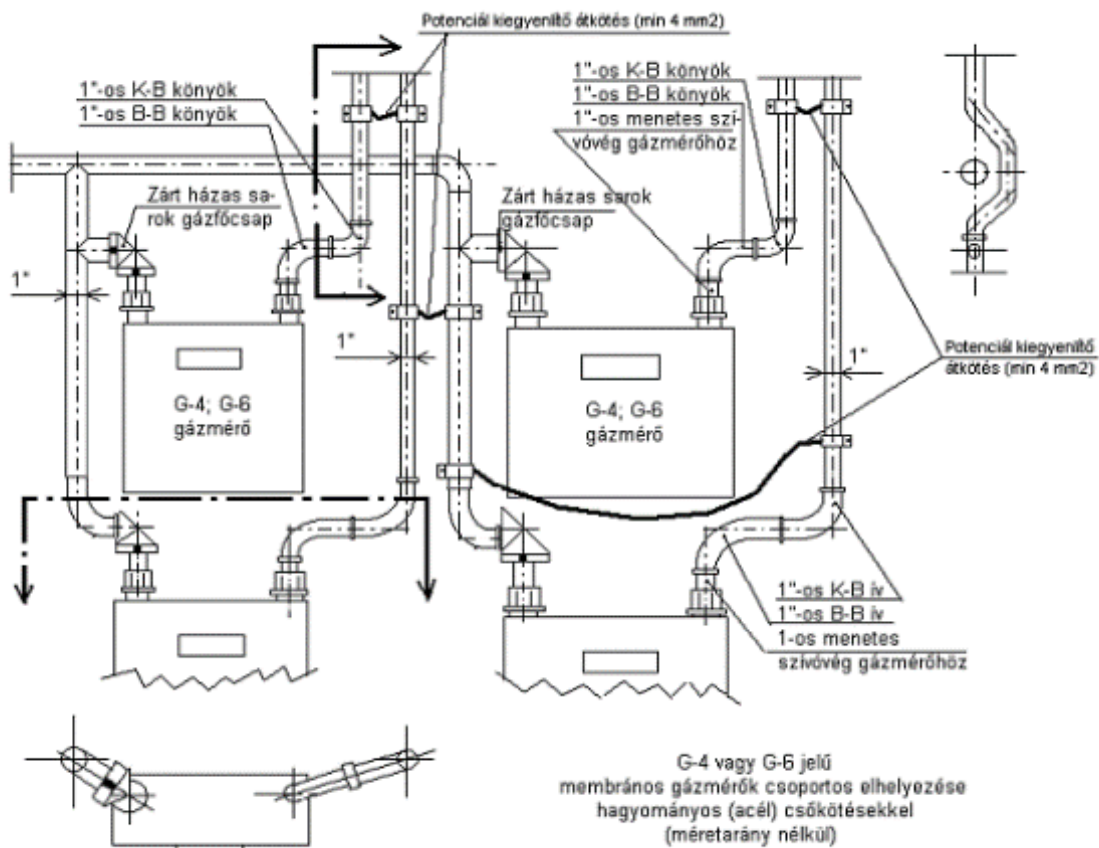 Potenciál kiegyenlítő átkötés (min 4 mm2)
1"-os K-B könyök
1"-os B-B könyök
1"-os K-B könyök
1"-os B-B könyök
1"-os menetes szí-
vóvég gázmérőhöz
Zárt házas sa-
rok gázfőcsap
Zárt házas sarok
gázfőcsap
1"
1"
1"
Potenciál kiegyenlítő
átkötés (min 4 mm2)
G-4; G-6
gázmérő
G-4; G-6
gázmérő
1"-os K-B ív
1"-os B-B ív
1-os menetes
szívóvég gázmérőhöz
G-4 vagy G-6 jelű
membrános gázmérők csoportos elhelyezése
hagyományos (acél) csőkötésekkel
(méretarány nélkül)